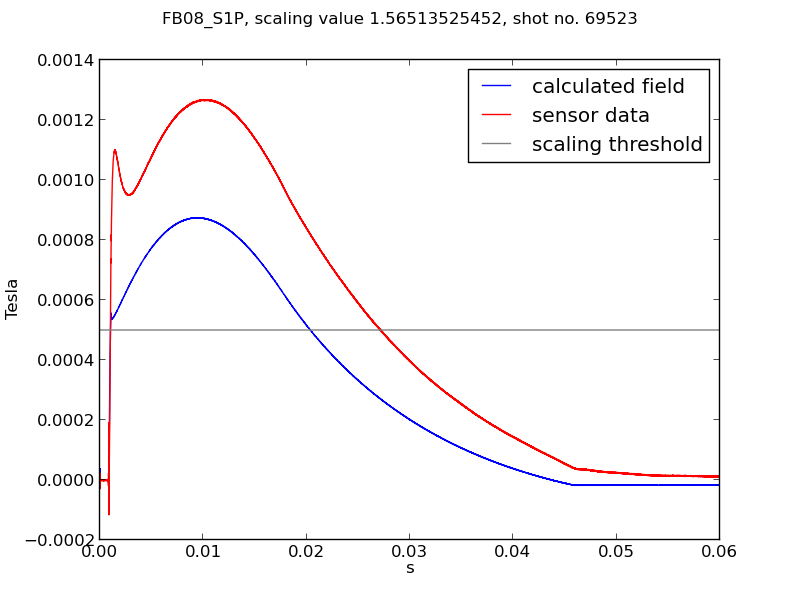 FB08_S1P, scaling value 1.56513525452, shot no. 69523
calculated field
sensor data
scaling threshold
Tesla
0.0014
0.0012
0.0010
0.0008
0.0006
0.0004
0.0002
0.0000
−0.0002
0.00 0.01 0.02 0.03 0.04 0.05 0.06
s